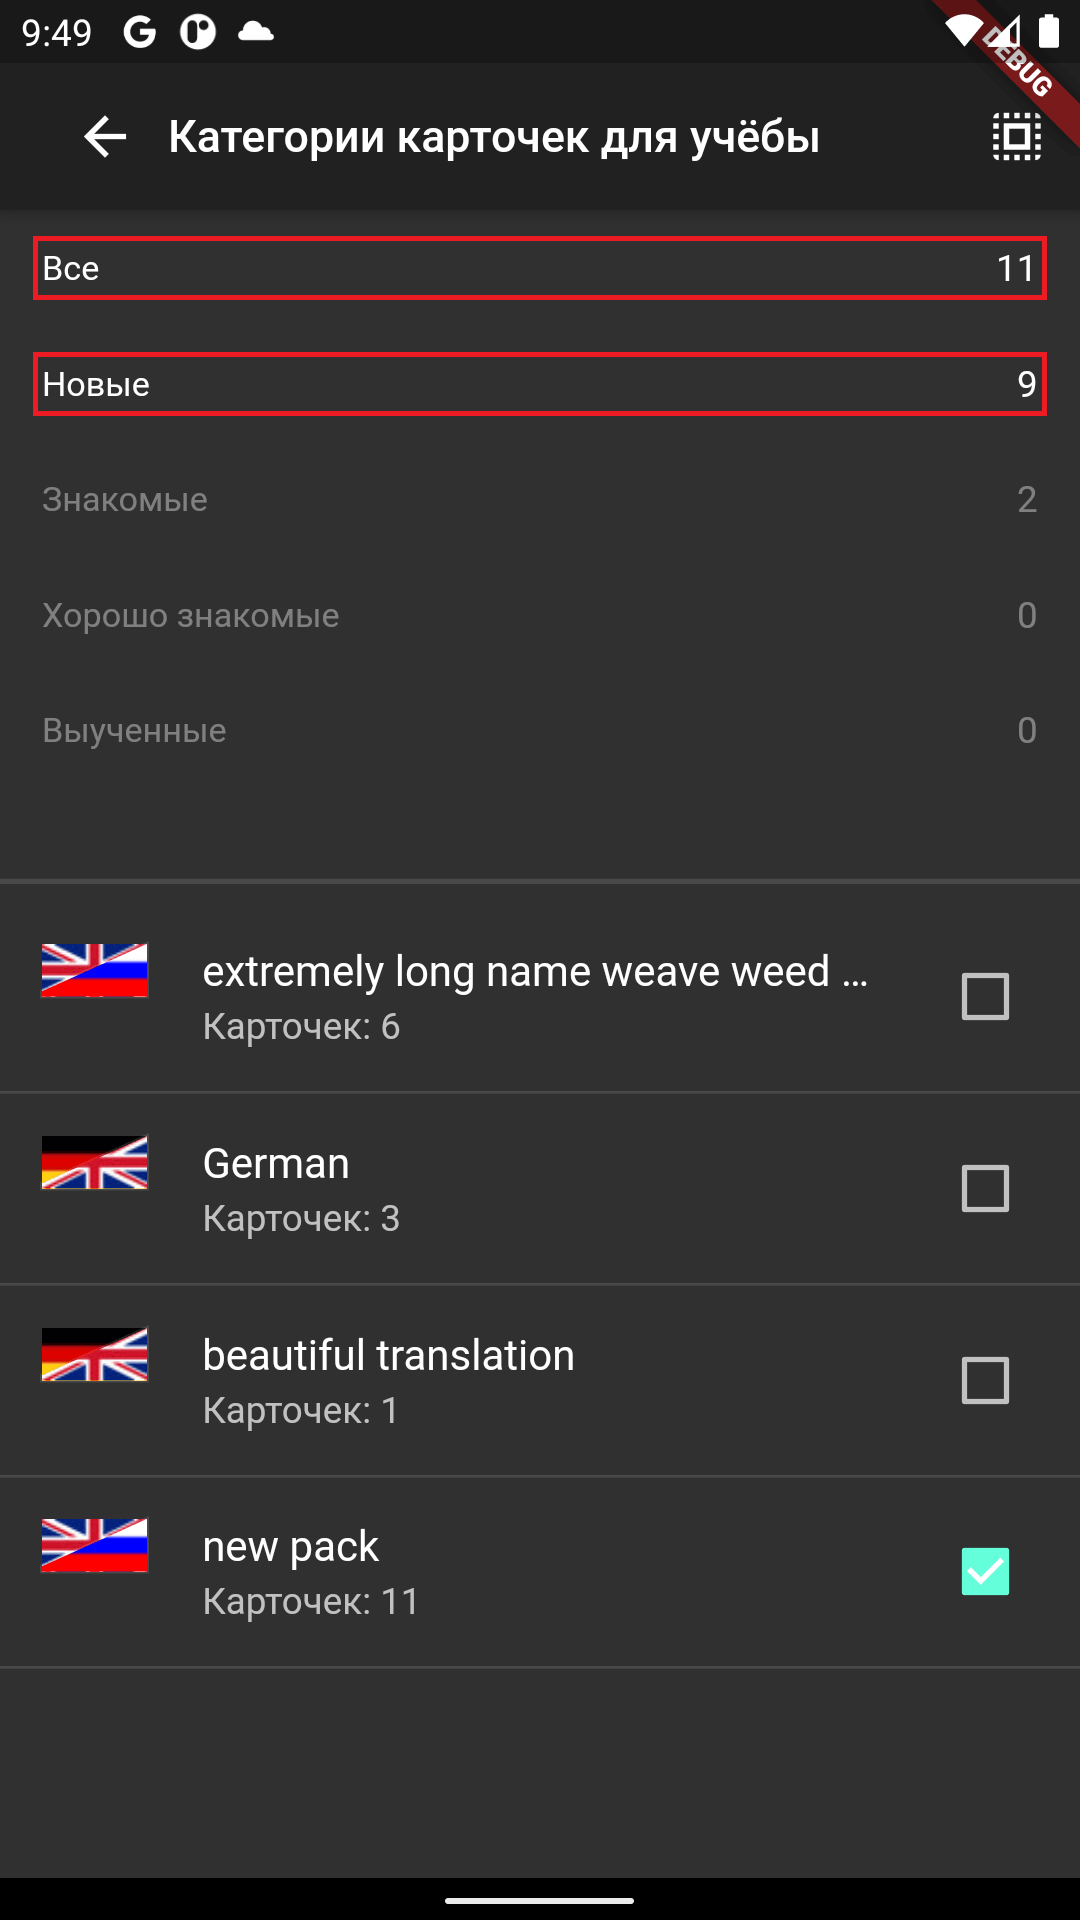 9:49
DEBUG
Категории карточек для учёбы
Все 11
Новые 9
Знакомые 2
Хорошо знакомые 0
Выученные 0
extremely long name weave weed ...
Карточек: 6
German
Карточек: 3
beautiful translation
Карточек: 1
new pack
Карточек: 11